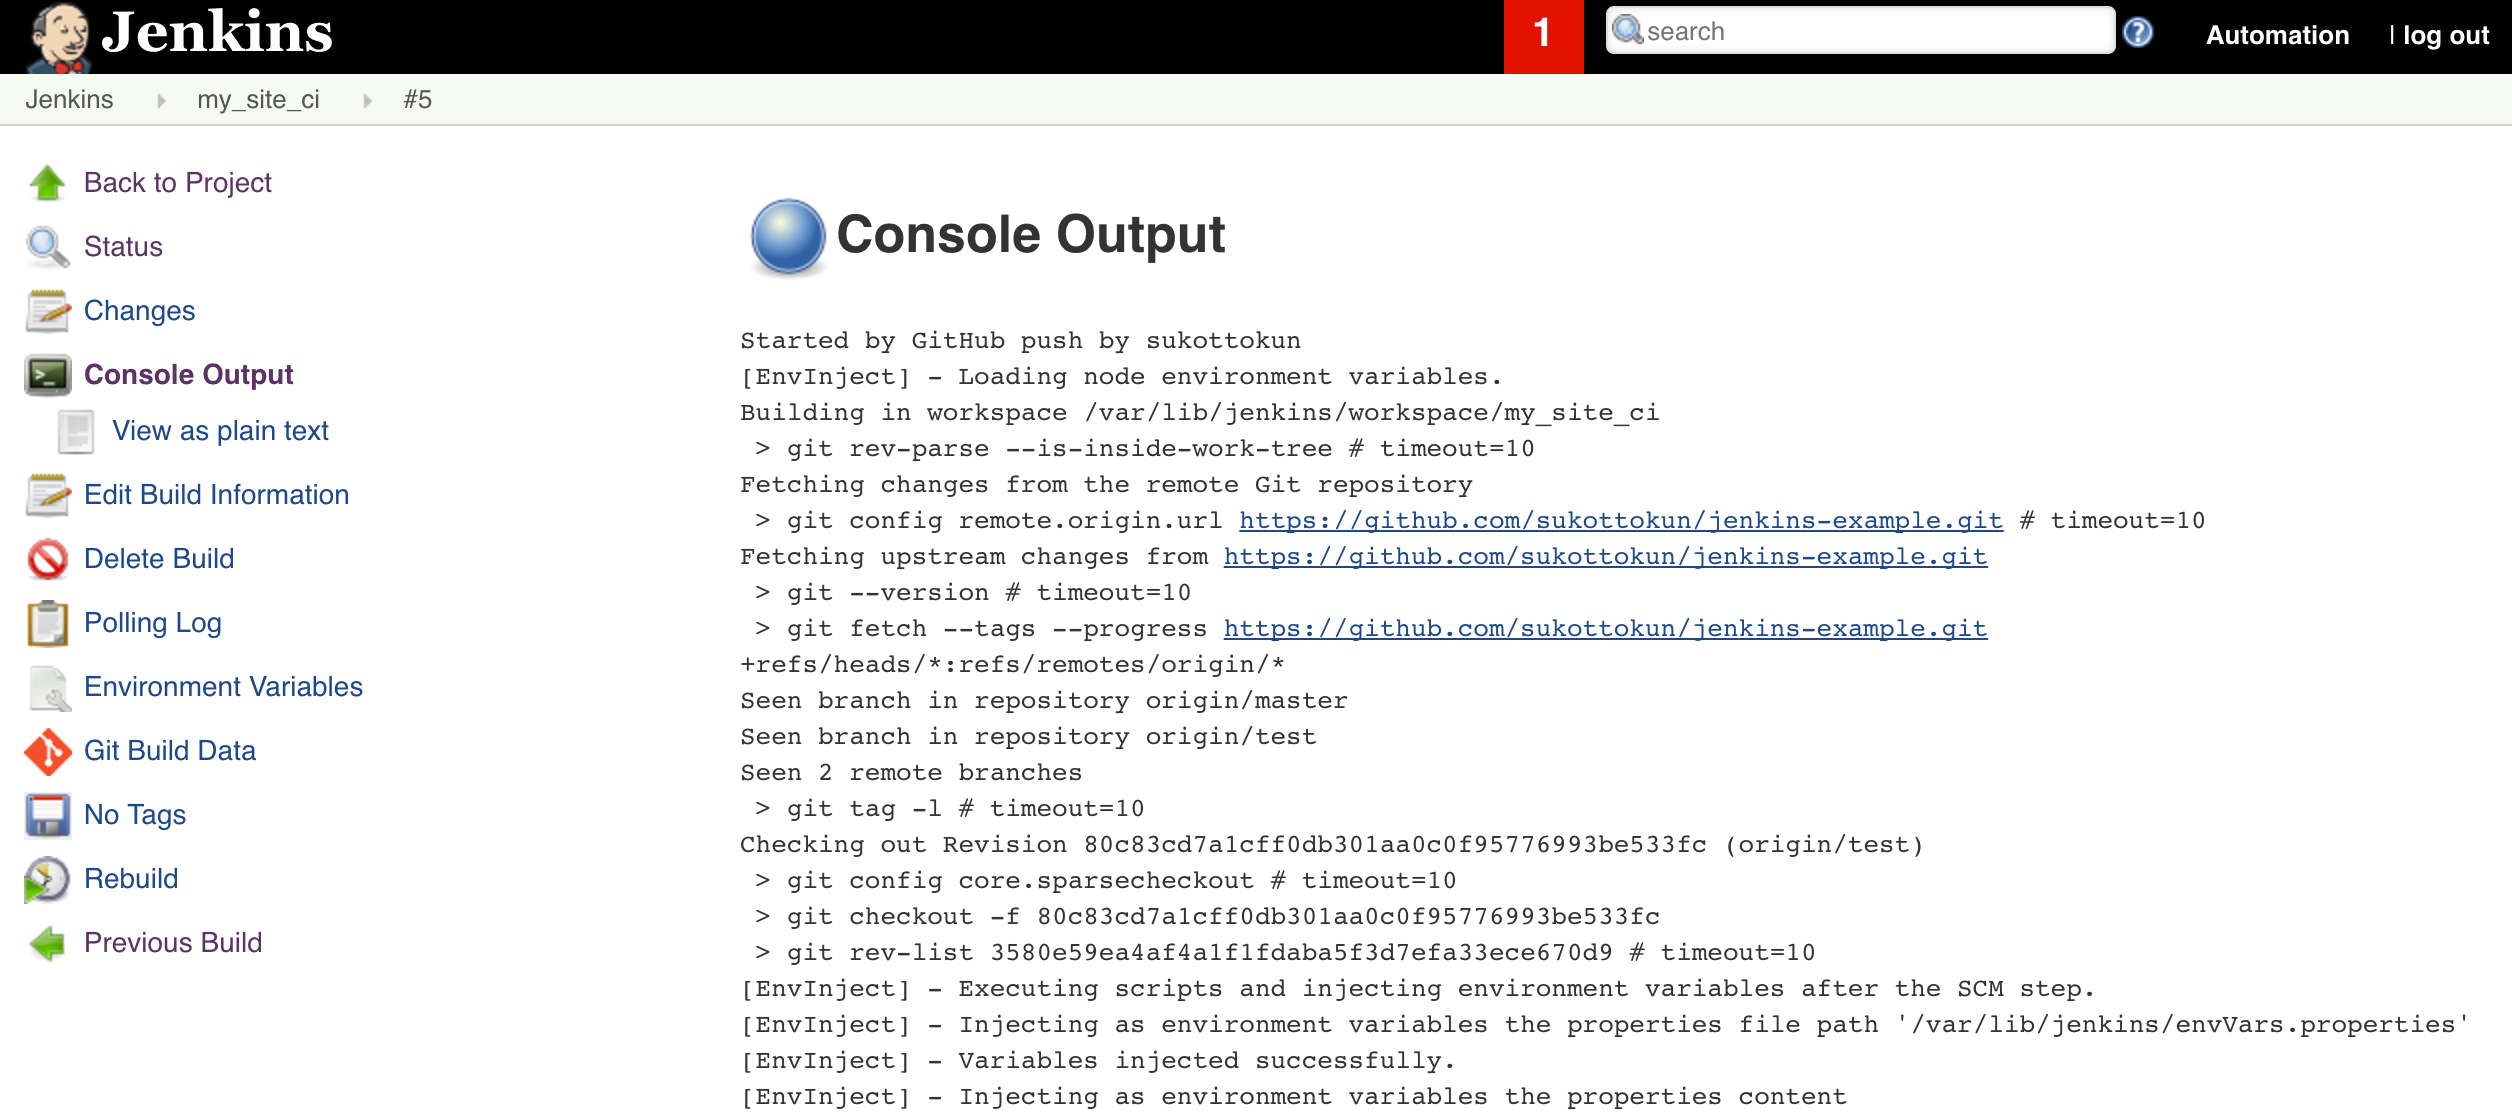 Jenkins
1
search
?
Automation
| log out
Jenkins
my_site_ci
#5
Back to Project
Status
Changes
Console Output
View as plain text
Edit Build Information
Delete Build
Polling Log
Environment Variables
Git Build Data
No Tags
Rebuild
Previous Build
Console Output
Started by GitHub push by sukottokun
[EnvInject] - Loading node environment variables.
Building in workspace /var/lib/jenkins/workspace/my_site_ci
 > git rev-parse --is-inside-work-tree # timeout=10
Fetching changes from the remote Git repository
 > git config remote.origin.url https://github.com/sukottokun/jenkins-example.git # timeout=10
Fetching upstream changes from https://github.com/sukottokun/jenkins-example.git
 > git --version # timeout=10
 > git fetch --tags --progress https://github.com/sukottokun/jenkins-example.git
+refs/heads/*:refs/remotes/origin/*
Seen branch in repository origin/master
Seen branch in repository origin/test
Seen 2 remote branches
 > git tag -l # timeout=10
Checking out Revision 80c83cd7a1cff0db301aa0c0f95776993be533fc (origin/test)
 > git config core.sparsecheckout # timeout=10
 > git checkout -f 80c83cd7a1cff0db301aa0c0f95776993be533fc
 > git rev-list 3580e59ea4af4a1f1fdaba5f3d7efa33ece670d9 # timeout=10
[EnvInject] - Executing scripts and injecting environment variables after the SCM step.
[EnvInject] - Injecting as environment variables the properties file path '/var/lib/jenkins/envVars.properties'
[EnvInject] - Variables injected successfully.
[EnvInject] - Injecting as environment variables the properties content